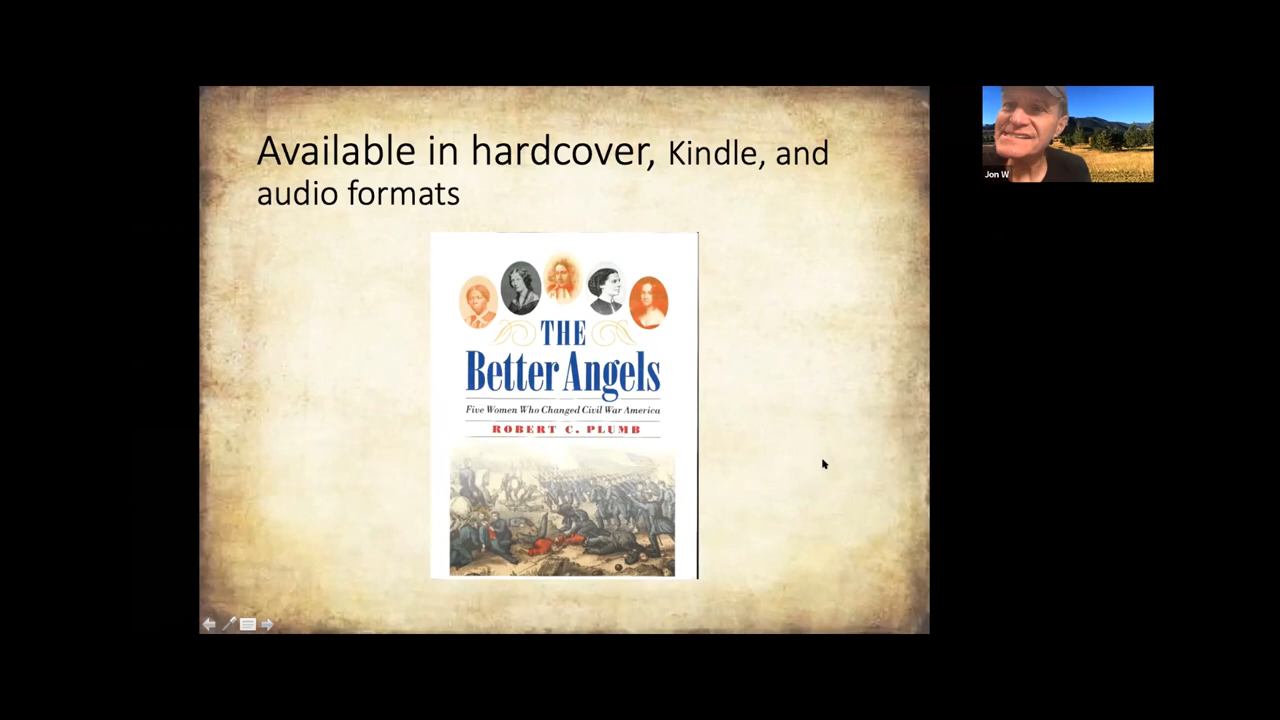 Available in hardcover, Kindle, and
audio formats
THE
Better Angels
Five Women Who Changed Civil War America
ROBERT C. PLUMB
Jon W